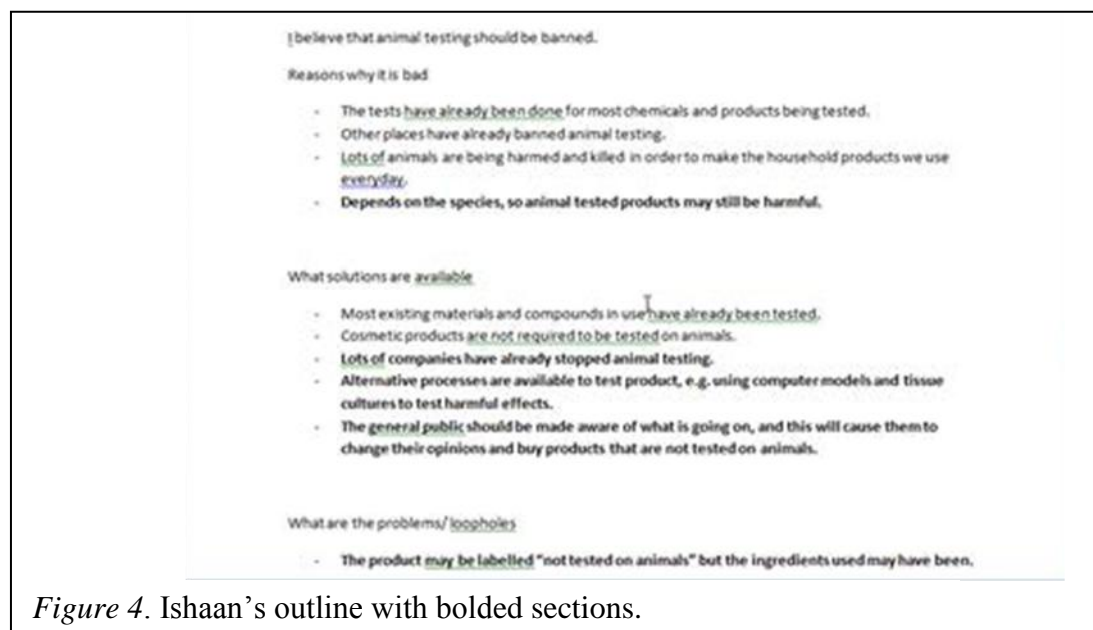 I believe that animal testing should be banned.
Reasons why it is bad
- The tests have already been done for most chemicals and products being tested.
- Other places have already banned animal testing.
- Lots of animals are being harmed and killed in order to make the household products we use
everyday.
- Depends on the species, so animal tested products may still be harmful.
What solutions are available
- Most existing materials and compounds in use have already been tested.
- Cosmetic products are not required to be tested on animals.
- Lots of companies have already stopped animal testing.
- Alternative processes are available to test product, e.g. using computer models and tissue
cultures to test harmful effects.
- The general public should be made aware of what is going on, and this will cause them to
change their opinions and buy products that are not tested on animals.
What are the problems/ loopholes
- The product may be labelled "not tested on animals" but the ingredients used may have been.
Figure 4. Ishaan's outline with bolded sections.